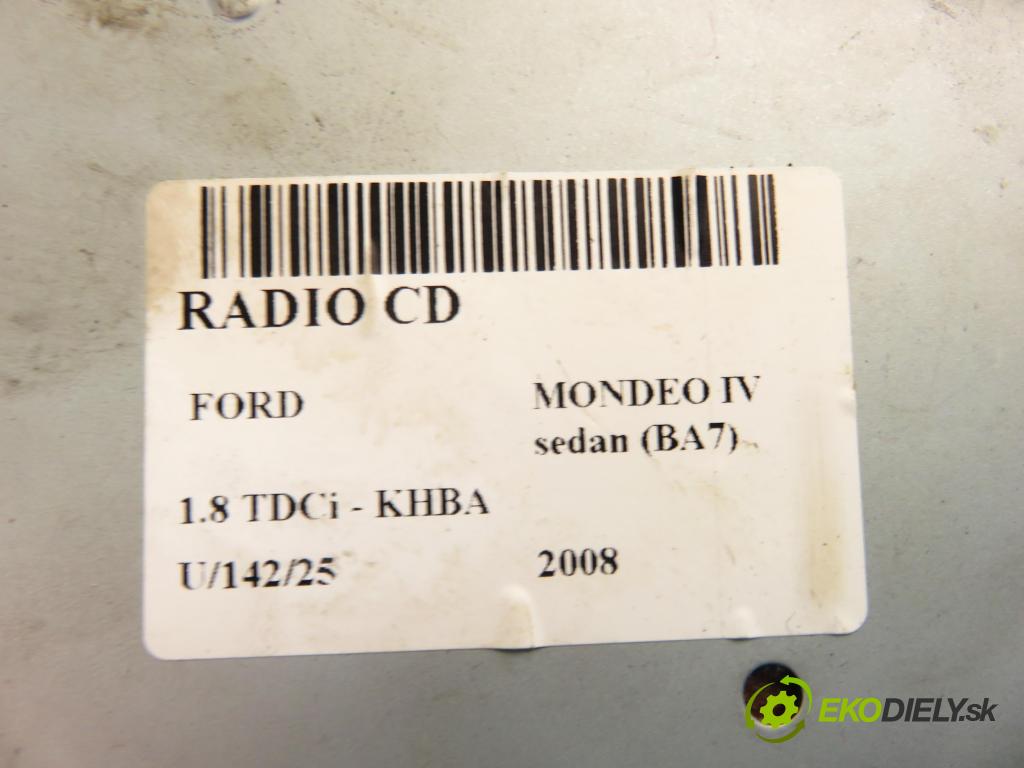 RADIO CD
FORD
MONDEO IV
sedan (BA7)
1.8 TDCi - KHBA
U/142/25
2008
EKODIELY.sk